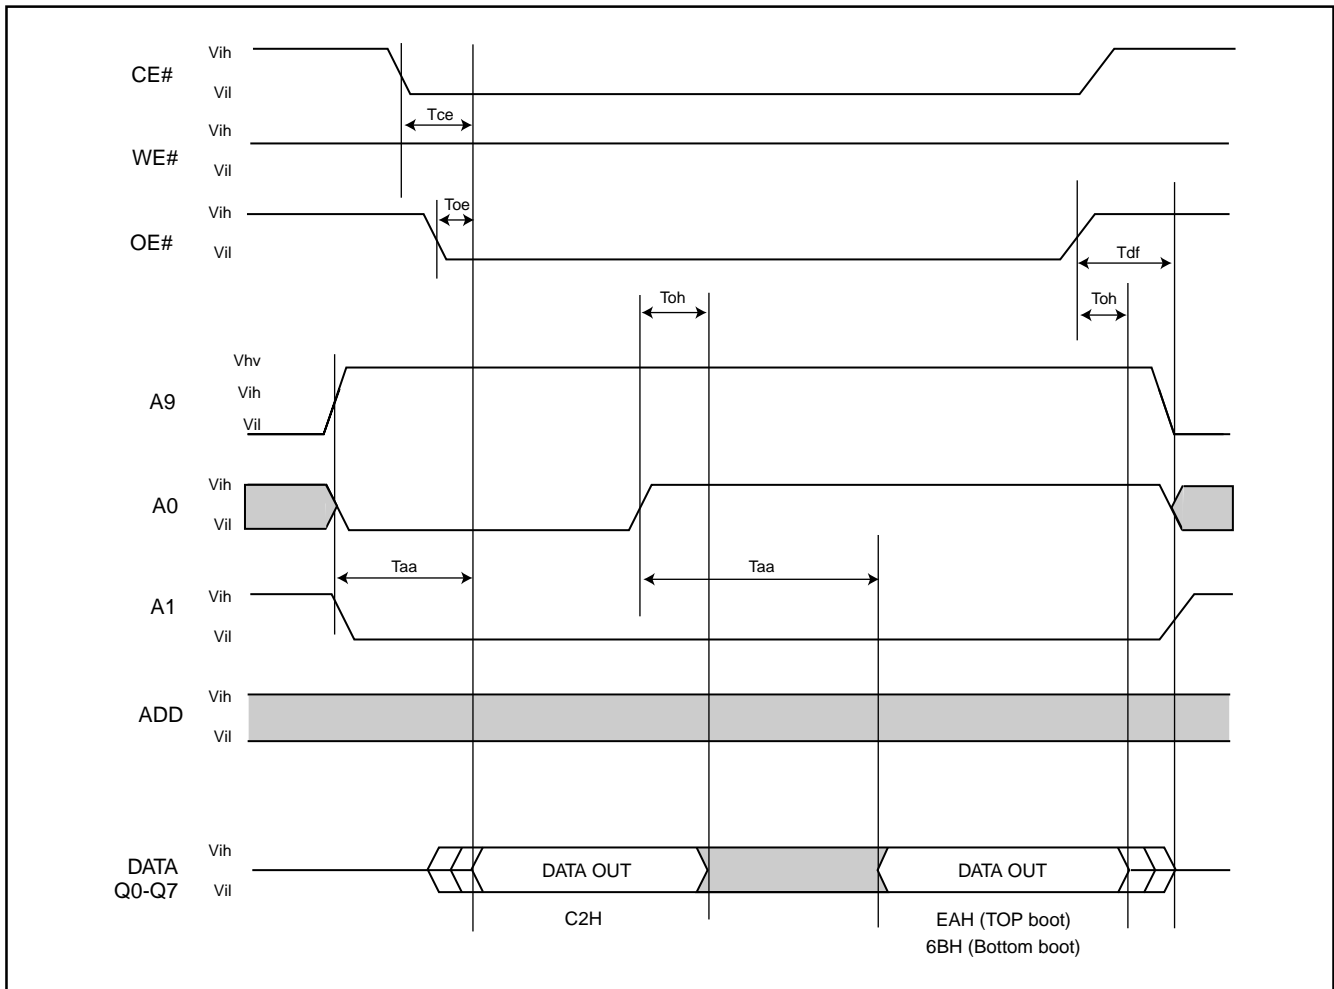 Vih
CE#
Vil
Tce
Vih
WE#
Vil
Toe
Vih
OE#
Vil
Tdf
Toh
Toh
Vhv
Vih
A9
Vil
Vih
A0
Vil
Taa
Taa
Vih
A1
Vil
Vih
ADD
Vil
Vih
DATA
Q0-Q7
Vil
DATA OUT
DATA OUT
C2H
EAH (TOP boot)
6BH (Bottom boot)